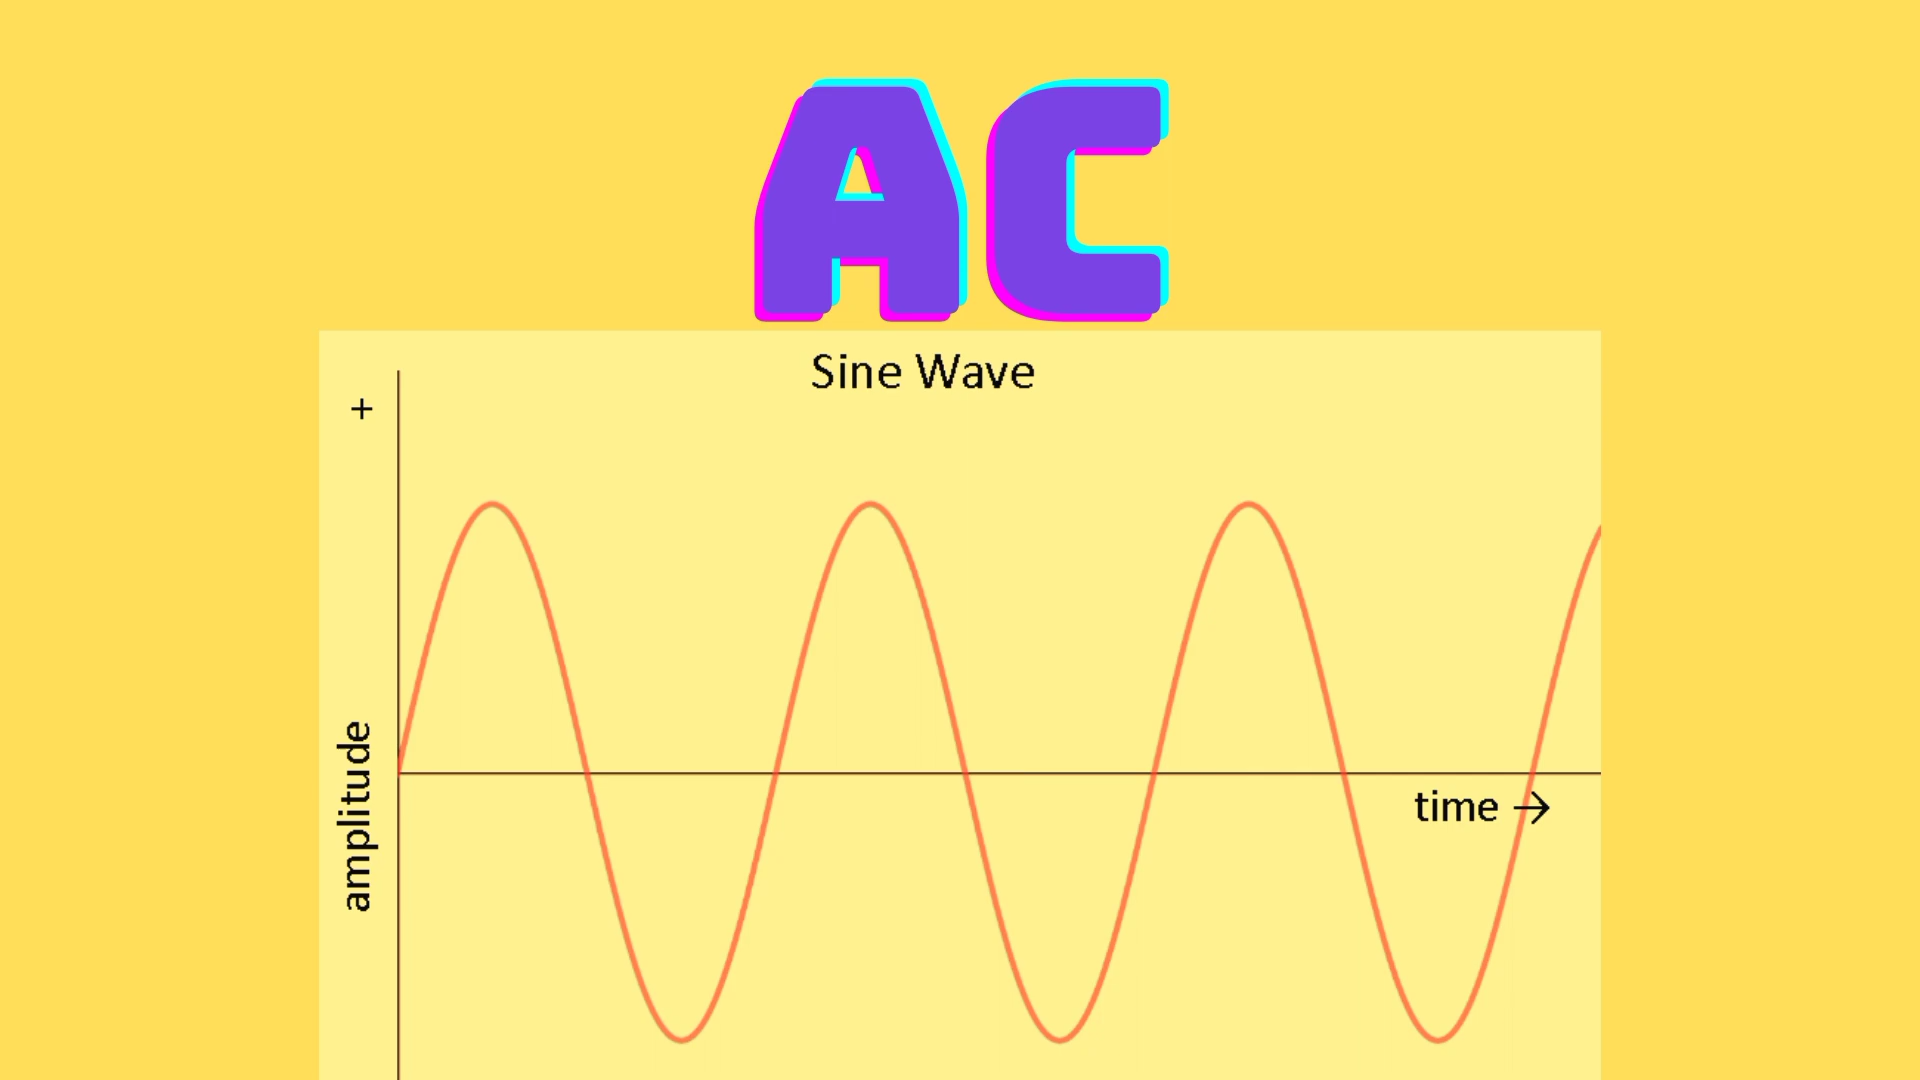 AC
Sine Wave
+
amplitude
time →